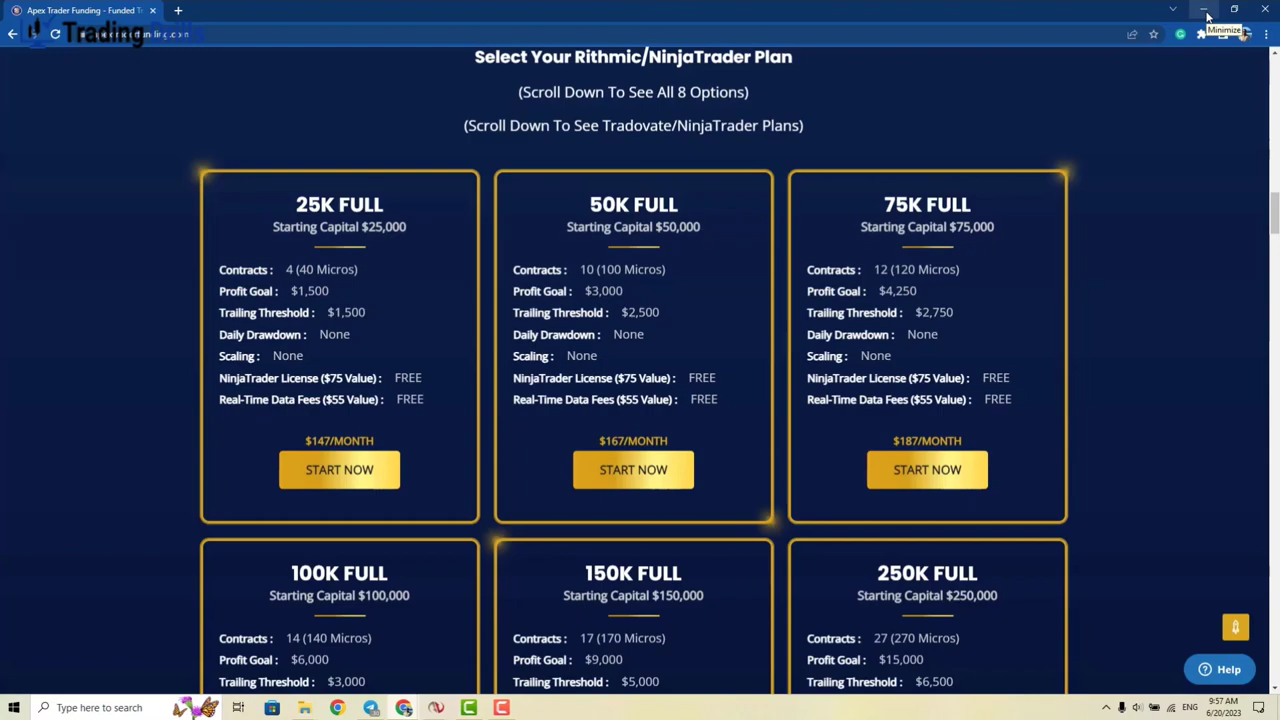 Apex Trader Funding - Funded T
Trading
Minimize
Select Your Rithmic/NinjaTrader Plan
(Scroll Down To See All 8 Options)
(Scroll Down To See Tradovate/NinjaTrader Plans)
25K FULL
Starting Capital $25,000
Contracts : 4 (40 Micros)
Profit Goal : $1,500
Trailing Threshold : $1,500
Daily Drawdown : None
Scaling : None
NinjaTrader License ($75 Value) : FREE
Real-Time Data Fees ($55 Value) : FREE
$147/MONTH
START NOW
50K FULL
Starting Capital $50,000
Contracts : 10 (100 Micros)
Profit Goal : $3,000
Trailing Threshold : $2,500
Daily Drawdown : None
Scaling : None
NinjaTrader License ($75 Value) : FREE
Real-Time Data Fees ($55 Value) : FREE
$167/MONTH
START NOW
75K FULL
Starting Capital $75,000
Contracts : 12 (120 Micros)
Profit Goal : $4,250
Trailing Threshold : $2,750
Daily Drawdown : None
Scaling : None
NinjaTrader License ($75 Value) : FREE
Real-Time Data Fees ($55 Value) : FREE
$187/MONTH
START NOW
100K FULL
Starting Capital $100,000
Contracts : 14 (140 Micros)
Profit Goal : $6,000
Trailing Threshold : $3,000
150K FULL
Starting Capital $150,000
Contracts : 17 (170 Micros)
Profit Goal : $9,000
Trailing Threshold : $5,000
250K FULL
Starting Capital $250,000
Contracts : 27 (270 Micros)
Profit Goal : $15,000
Trailing Threshold : $6,500
Help
Type here to search
9:57 AM
6/20/2023